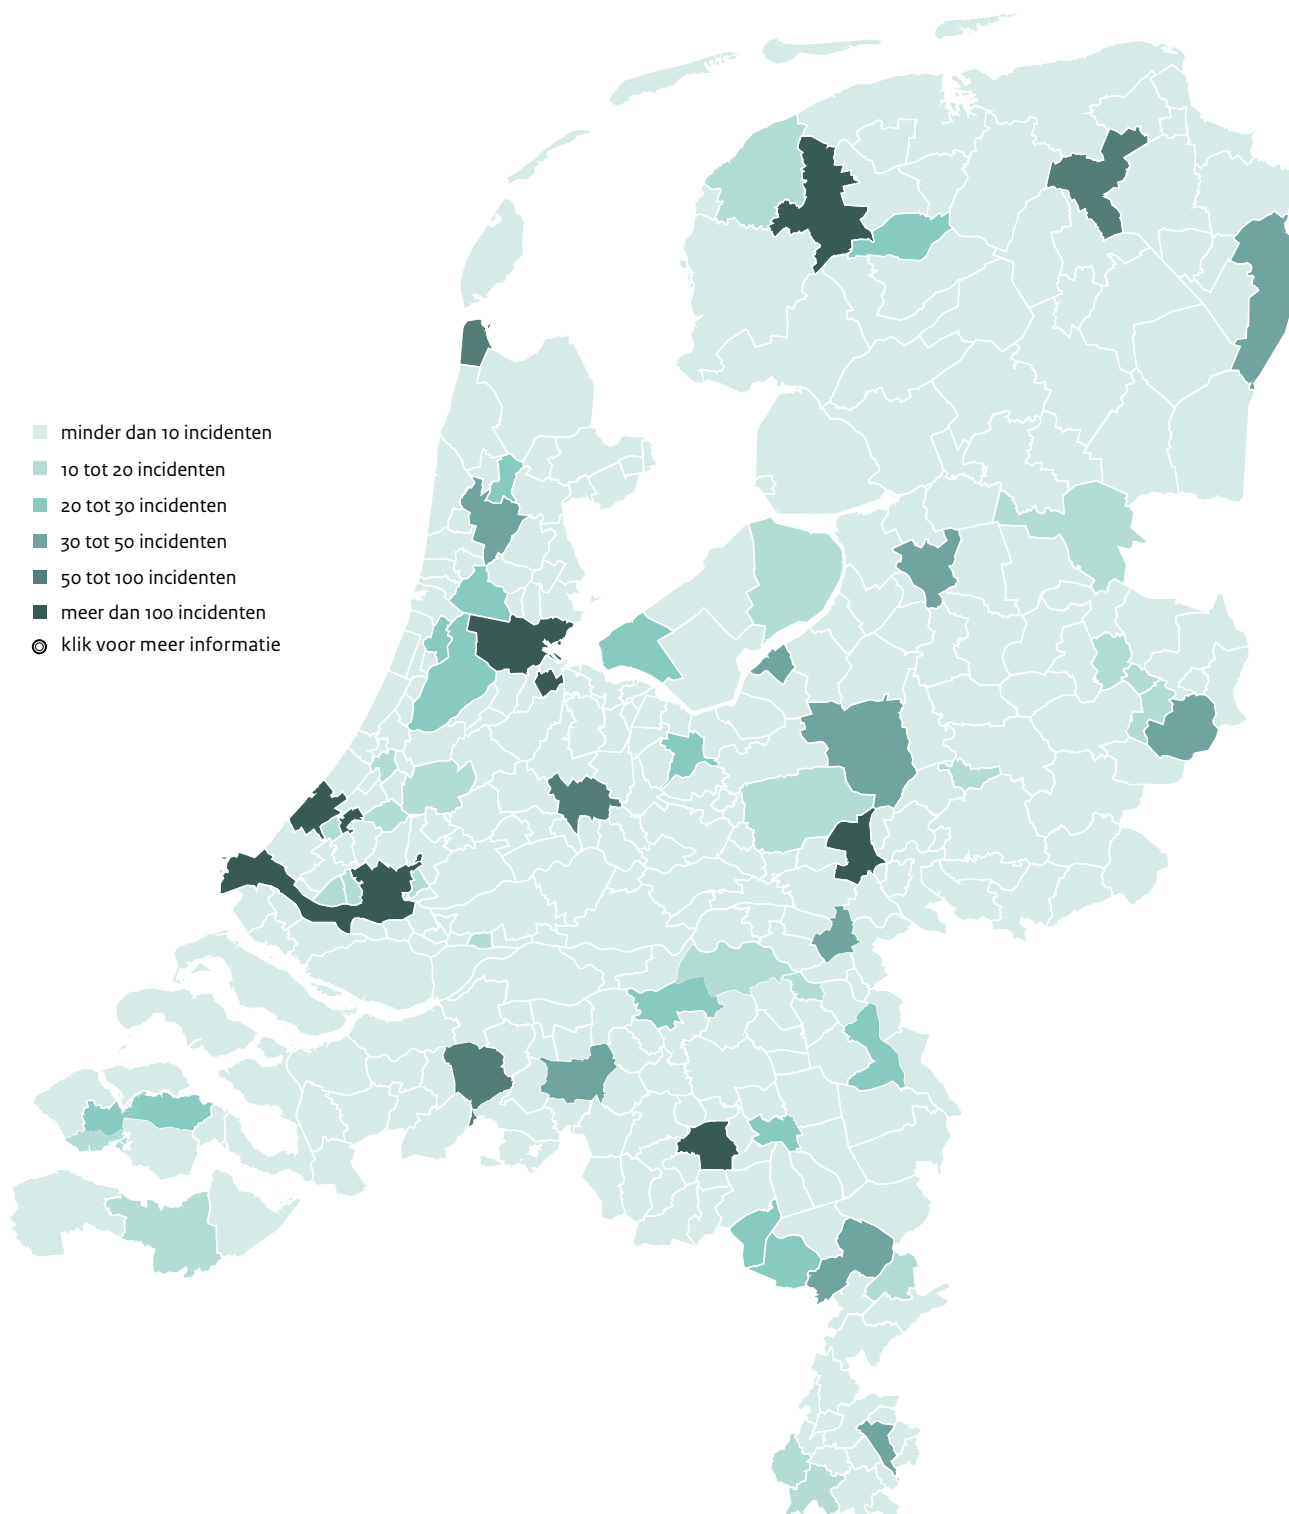 minder dan 10 incidenten
10 tot 20 incidenten
20 tot 30 incidenten
30 tot 50 incidenten
50 tot 100 incidenten
meer dan 100 incidenten
klik voor meer informatie